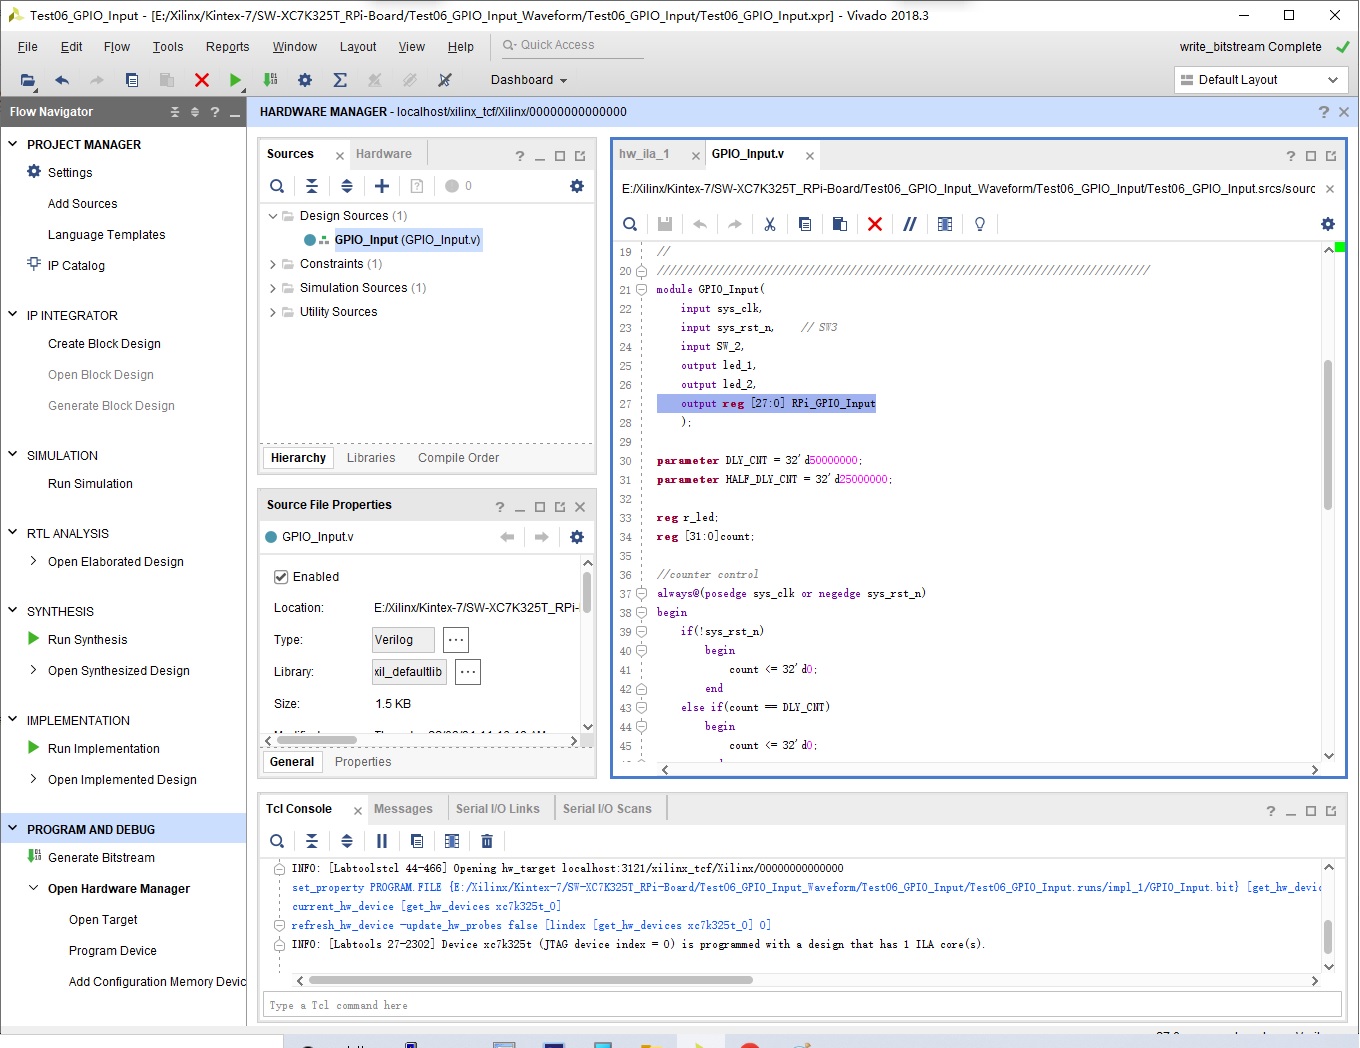 Test06_GPIO_Input - [E:/Xilinx/Kintex-7/SW-XC7K325T_RPi-Board/Test06_GPIO_Input_Waveform/Test06_GPIO_Input/Test06_GPIO_Input.xpr] - Vivado 2018.3
File Edit Flow Tools Reports Window Layout View Help Quick Access
write_bitstream Complete
Dashboard
Default Layout
Flow Navigator
HARDWARE MANAGER - localhost/xilinx_tcf/Xilinx/00000000000000
PROJECT MANAGER
Settings
Add Sources
Language Templates
IP Catalog
IP INTEGRATOR
Create Block Design
Open Block Design
Generate Block Design
SIMULATION
Run Simulation
RTL ANALYSIS
Open Elaborated Design
SYNTHESIS
Run Synthesis
Open Synthesized Design
IMPLEMENTATION
Run Implementation
Open Implemented Design
PROGRAM AND DEBUG
Generate Bitstream
Open Hardware Manager
Open Target
Program Device
Add Configuration Memory Devic
Sources Hardware
0
Design Sources (1)
GPIO_Input (GPIO_Input.v)
Constraints (1)
Simulation Sources (1)
Utility Sources
Hierarchy Libraries Compile Order
Source File Properties
GPIO_Input.v
Enabled
Location: E:/Xilinx/Kintex-7/SW-XC7K325T_RPi-
Type: Verilog
Library: xil_defaultlib
Size: 1.5 KB
General Properties
hw_ila_1 GPIO_Input.v
E:/Xilinx/Kintex-7/SW-XC7K325T_RPi-Board/Test06_GPIO_Input_Waveform/Test06_GPIO_Input/Test06_GPIO_Input.srcs/sourc
19 //
20 //////////////////////////////////////////////////////////////////////////////////
21 module GPIO_Input(
22 input sys_clk,
23 input sys_rst_n, // SW3
24 input SW_2,
25 output led_1,
26 output led_2,
27 output reg [27:0] RPi_GPIO_Input
28 );
29
30 parameter DLY_CNT = 32'd50000000;
31 parameter HALF_DLY_CNT = 32'd25000000;
32
33 reg r_led;
34 reg [31:0]count;
35
36 //counter control
37 always@(posedge sys_clk or negedge sys_rst_n)
38 begin
39 if(!sys_rst_n)
40 begin
41 count <= 32'd0;
42 end
43 else if(count == DLY_CNT)
44 begin
45 count <= 32'd0;
Tcl Console Messages Serial I/O Links Serial I/O Scans
INFO: [Labtoolstcl 44-466] Opening hw_target localhost:3121/xilinx_tcf/Xilinx/00000000000000
set_property PROGRAM.FILE {E:/Xilinx/Kintex-7/SW-XC7K325T_RPi-Board/Test06_GPIO_Input_Waveform/Test06_GPIO_Input/Test06_GPIO_Input.runs/impl_1/GPIO_Input.bit} [get_hw_devic
current_hw_device [get_hw_devices xc7k325t_0]
refresh_hw_device -update_hw_probes false [lindex [get_hw_devices xc7k325t_0] 0]
INFO: [Labtools 27-2302] Device xc7k325t (JTAG device index = 0) is programmed with a design that has 1 ILA core(s).
Type a Tcl command here